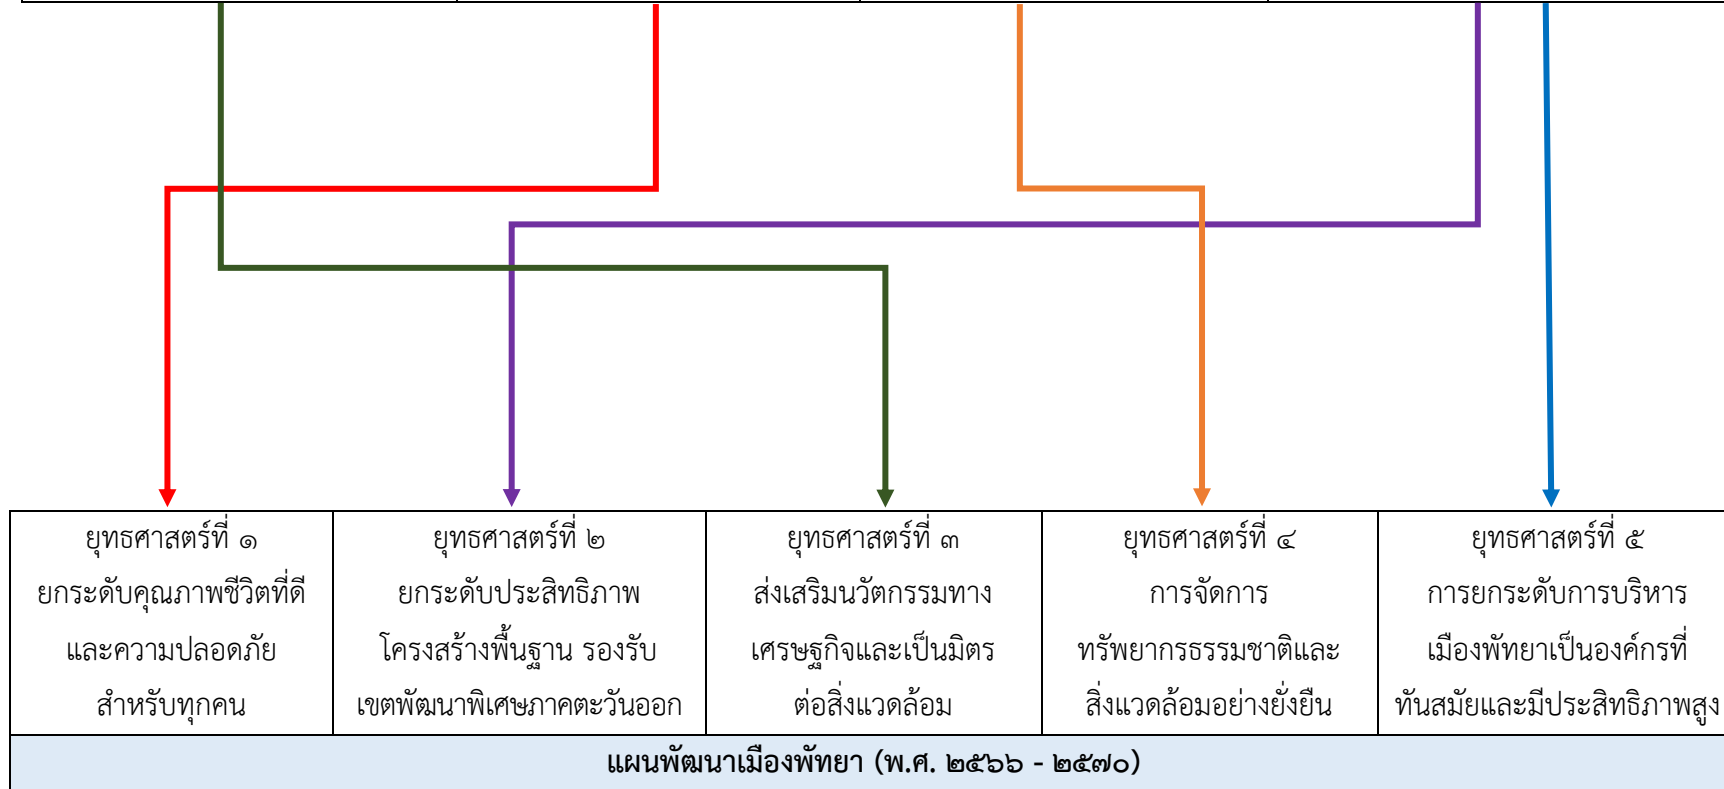 ยุทธศาสตร์ที่ ๑
ยกระดับคุณภาพชีวิตที่ดี
และความปลอดภัย
สำหรับทุกคน
ยุทธศาสตร์ที่ ๒
ยกระดับประสิทธิภาพ
โครงสร้างพื้นฐาน รองรับ
เขตพัฒนาพิเศษภาคตะวันออก
ยุทธศาสตร์ที่ ๓
ส่งเสริมนวัตกรรมทาง
เศรษฐกิจและเป็นมิตร
ต่อสิ่งแวดล้อม
ยุทธศาสตร์ที่ ๔
การจัดการ
ทรัพยากรธรรมชาติและ
สิ่งแวดล้อมอย่างยั่งยืน
ยุทธศาสตร์ที่ ๕
การยกระดับการบริหาร
เมืองพัทยาเป็นองค์กรที่
ทันสมัยและมีประสิทธิภาพสูง
แผนพัฒนาเมืองพัทยา (พ.ศ. ๒๕๖๖ - ๒๕๗๐)